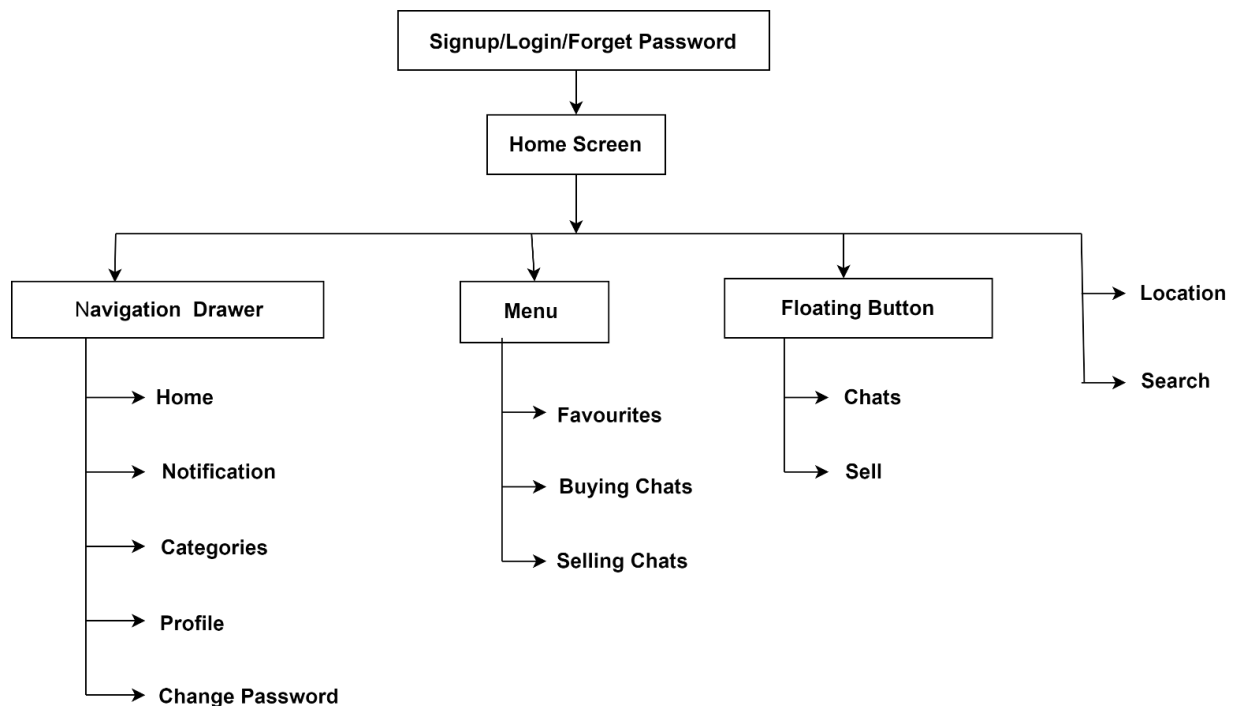 Signup/Login/Forget Password
Home Screen
Navigation Drawer
Home
Notification
Categories
Profile
Change Password
Menu
Favourites
Buying Chats
Selling Chats
Floating Button
Chats
Sell
Location
Search